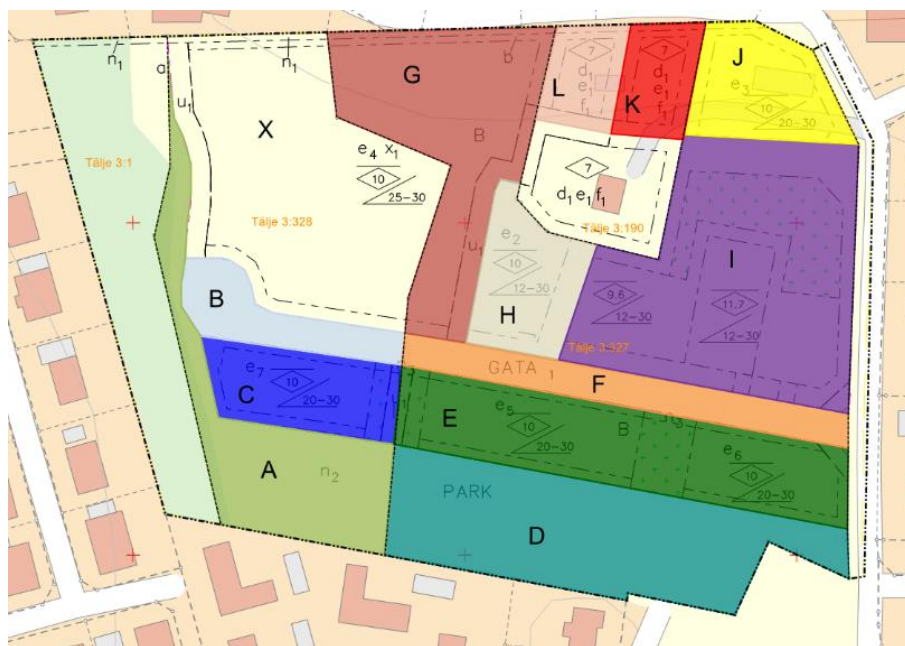 n₁
a
n₁
b
u₁
G
L
7
d₁
e₁
f₁
K
7
d₁
e₁
f₁
J
e₃
10
20-30
X
B
e₄ x₁
10
25-30
Tälje 3:1
Tälje 3:328
7
d₁ e₁ f₁
Tälje 3:190
u₁
e₂
10
12-30
H
I
9.6
12-30
11.7
12-30
Tälje 3:327
B
GATA 1
F
e₇
10
20-30
C
E
e₅
10
20-30
B
e₆
10
20-30
A
n₂
PARK
D